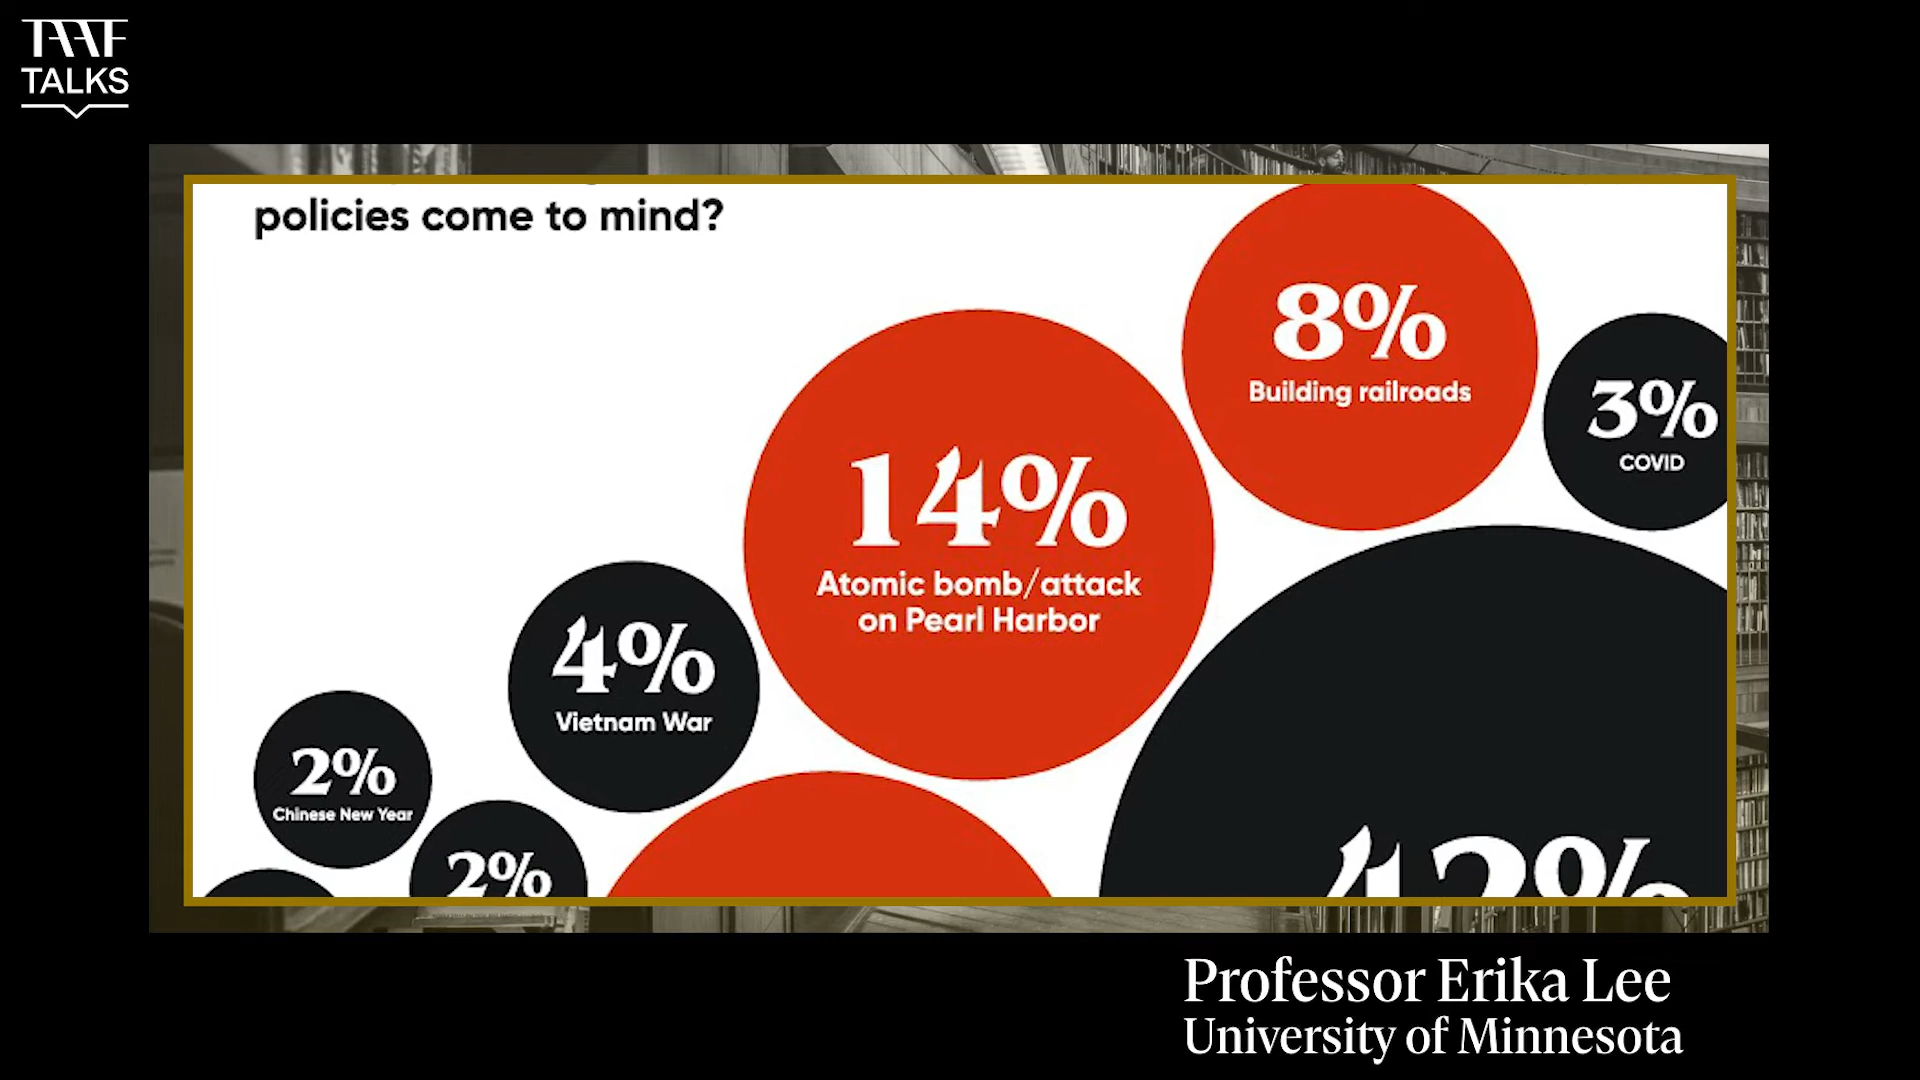 TAAF
TALKS
policies come to mind?
8%
Building railroads
3%
COVID
14%
Atomic bomb/attack
on Pearl Harbor
4%
Vietnam War
2%
Chinese New Year
2%
42%
Professor Erika Lee
University of Minnesota